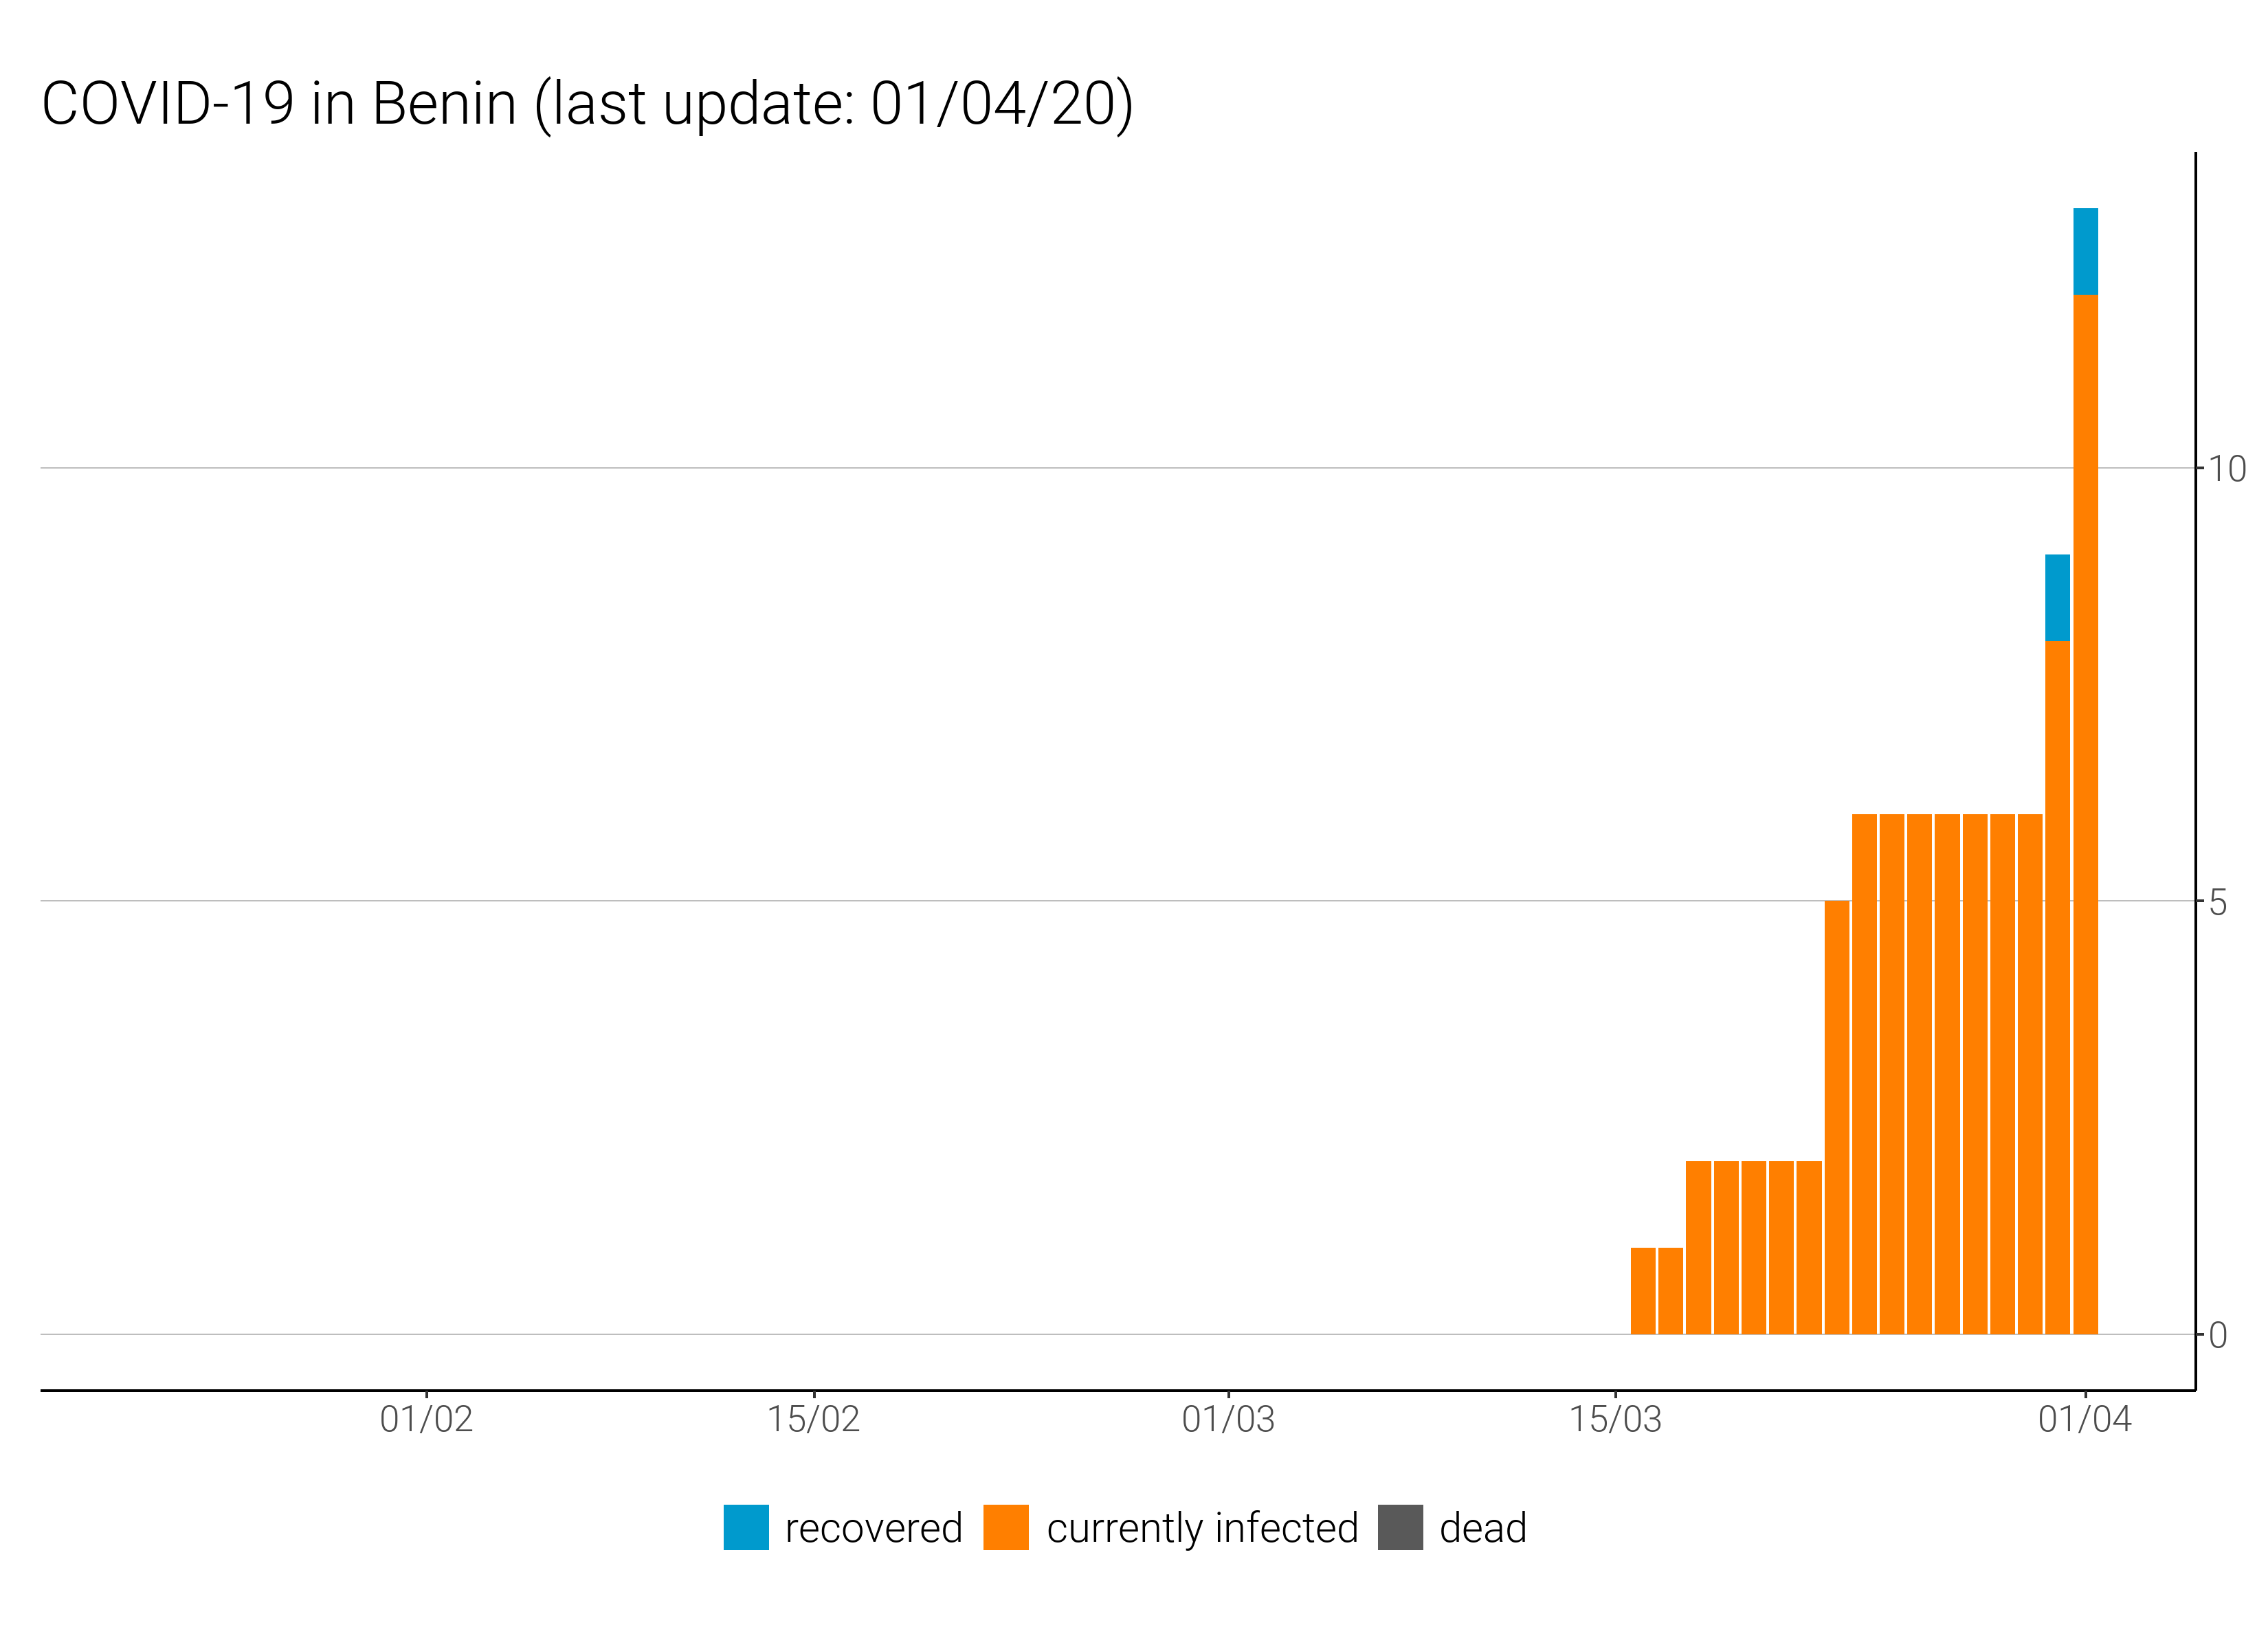 COVID-19 in Benin (last update: 01/04/20)
10
5
0
01/02 15/02 01/03 15/03 01/04
recovered currently infected dead